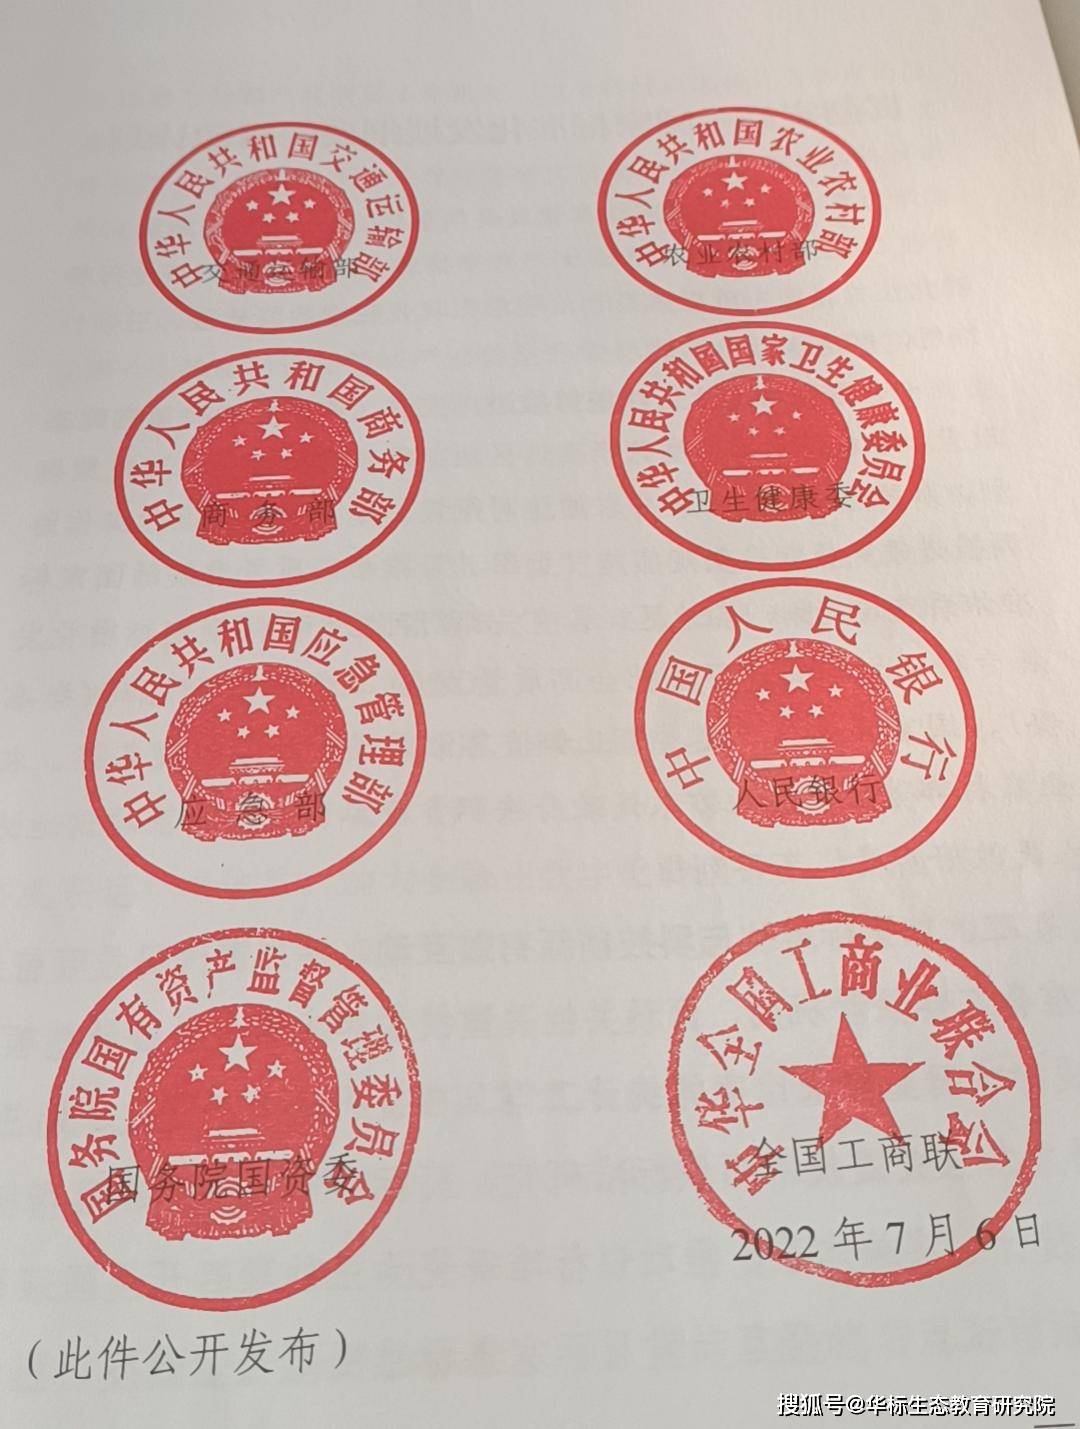 中华人民共和国交通运输部
交通运输部
中华人民共和国农业农村部
农业农村部
中华人民共和国商务部
商务部
中华人民共和国国家卫生健康委员会
卫生健康委
中华人民共和国应急管理部
应急部
中国人民银行
人民银行
国务院国有资产监督管理委员会
国务院国资委
中华全国工商业联合会
全国工商联
2022年7月6日
（此件公开发布）
搜狐号@华标生态教育研究院